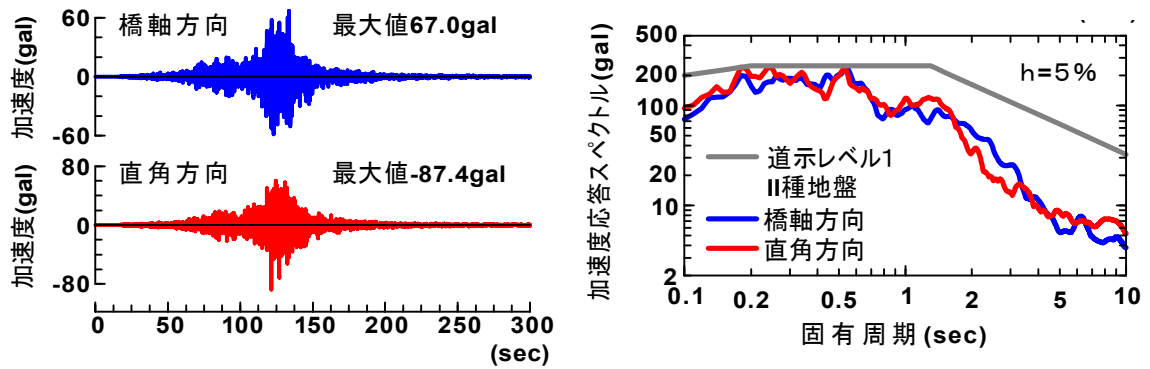 橋軸方向 最大値67.0gal
60
0
-60
加速度(gal)
直角方向 最大値-87.4gal
80
0
-80
加速度(gal)
0 50 100 150 200 250 300
(sec)
500
200
100
50
20
10
5
2
加速度応答スペクトル(gal)
h=5%
道示レベル1
II種地盤
橋軸方向
直角方向
0.1 0.2 0.5 1 2 5 10
固有周期(sec)